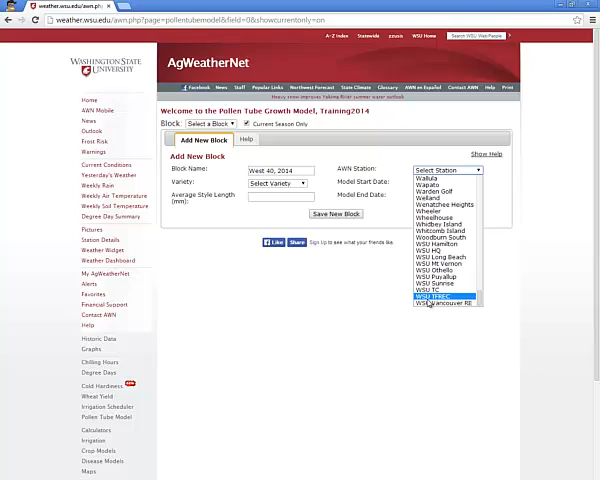 weather.wsu.edu/awn.ph
weather.wsu.edu/awn.php?page=pollentubemodel&field=0&showcurrentonly=on
A-Z Index Statewide zzusis WSU Home Search WSU Web/People
WASHINGTON STATE
UNIVERSITY
AgWeatherNet
Facebook News Staff Popular Links Northwest Forecast State Climate Glossary AWN en Español Contact AWN Help Print
Heavy snow improves Yakima River summer water outlook
Home
AWN Mobile
News
Outlook
Frost Risk
Warnings
Current Conditions
Yesterday's Weather
Weekly Rain
Weekly Air Temperature
Weekly Soil Temperature
Degree Day Summary
Pictures
Station Details
Weather Widget
Weather Dashboard
My AgWeatherNet
Alerts
Favorites
Financial Support
Contact AWN
Help
Historic Data
Graphs
Chilling Hours
Degree Days
Cold Hardiness
Wheat Yield
Irrigation Scheduler
Pollen Tube Model
Calculators
Irrigation
Crop Models
Disease Models
Maps
Welcome to the Pollen Tube Growth Model, Training2014
Block: Select a Block Current Season Only
Add New Block Help
Add New Block Show Help
Block Name: West 40, 2014 AWN Station: Select Station
Variety: Select Variety Model Start Date:
Average Style Length (mm): Model End Date:
Save New Block
Like Share Sign Up to see what your friends like.
Wallula
Wapato
Warden Golf
Welland
Wenatchee Heights
Wheeler
Wheelhouse
Whidbey Island
Whitcomb Island
Woodburn South
WSU Hamilton
WSU HQ
WSU Long Beach
WSU Mt Vernon
WSU Othello
WSU Puyallup
WSU Sunrise
WSU TC
WSU TFREC
WSU Vancouver RE